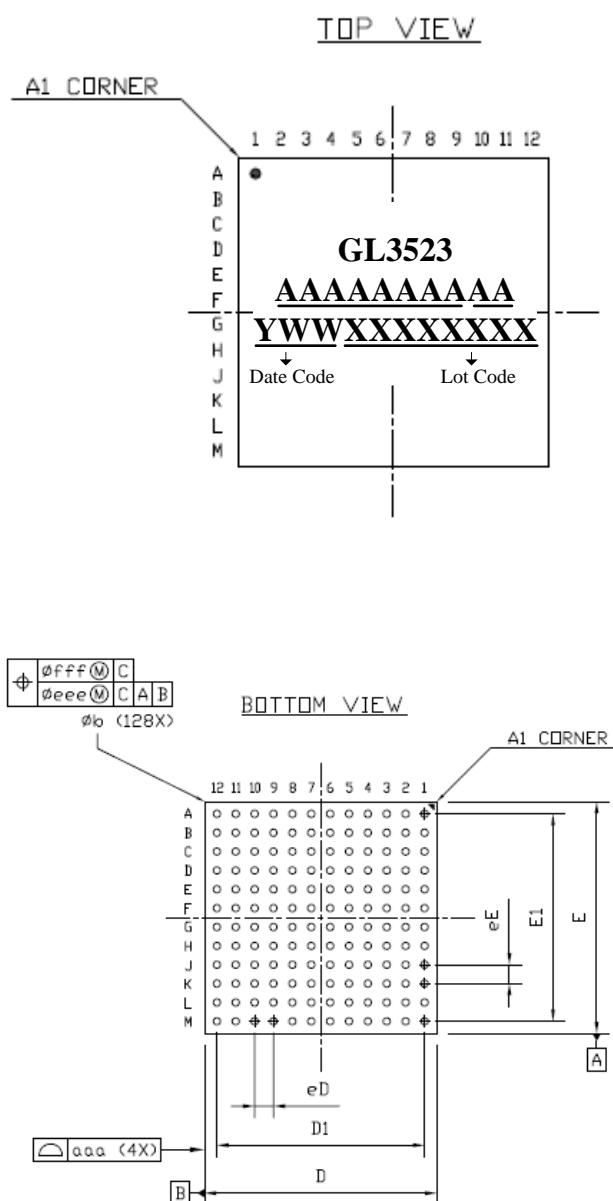 TOP VIEW
A1 CORNER
1 2 3 4 5 6 7 8 9 10 11 12
A
B
C
D
E
F
G
H
J
K
L
M
GL3523
AAAAAAAAAA
YWWXXXXXXXX
Date Code
Lot Code
⌖ øfff Ⓜ C
øeee Ⓜ C A B
øb (128X)
BOTTOM VIEW
A1 CORNER
12 11 10 9 8 7 6 5 4 3 2 1
A
B
C
D
E
F
G
H
J
K
L
M
eE
E1
E
A
eD
D1
aaa (4X)
D
B